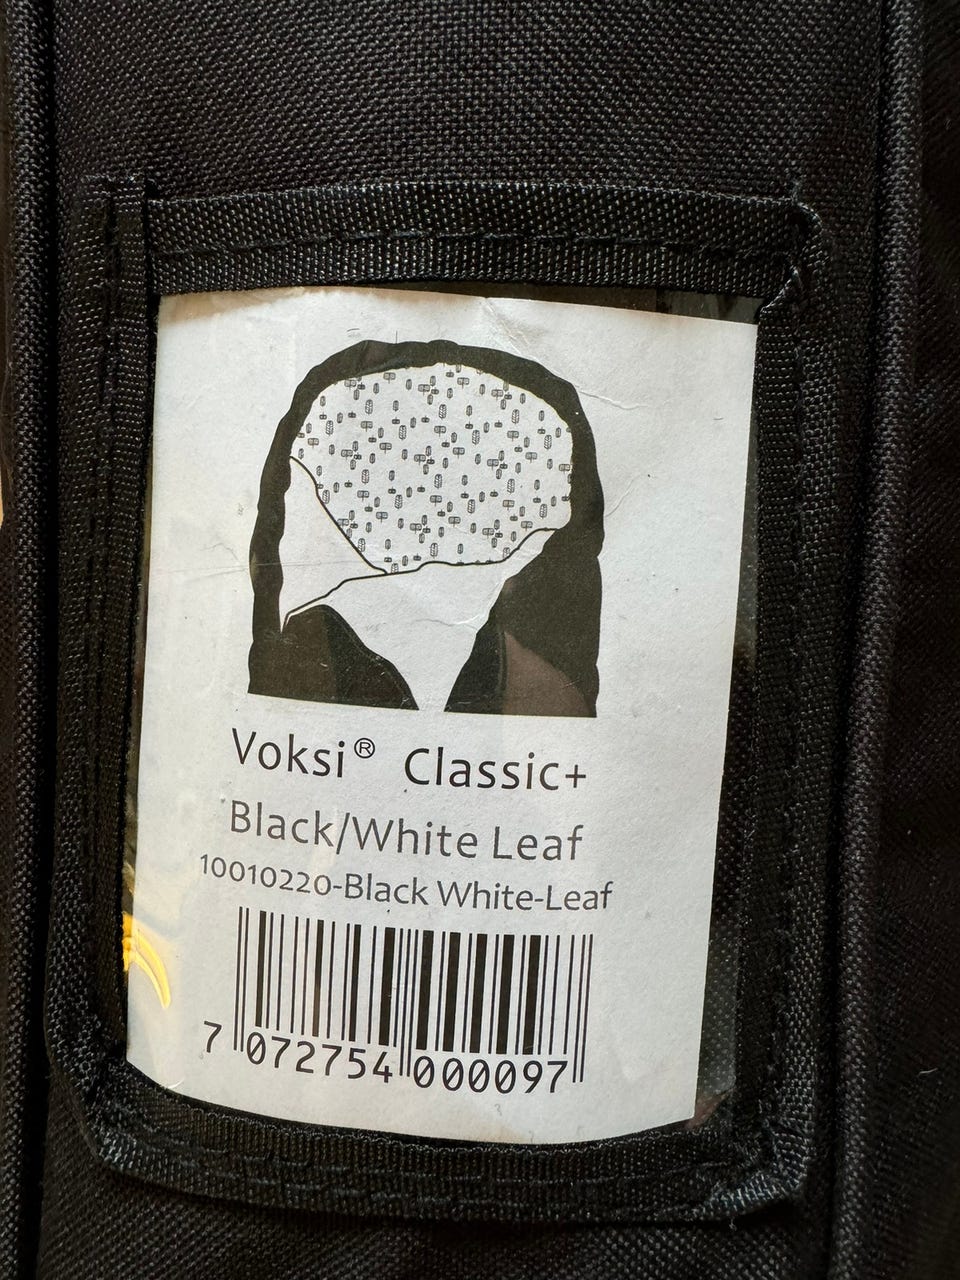 Voksi® Classic+
Black/White Leaf
10010220-Black White-Leaf
7 072754 000097